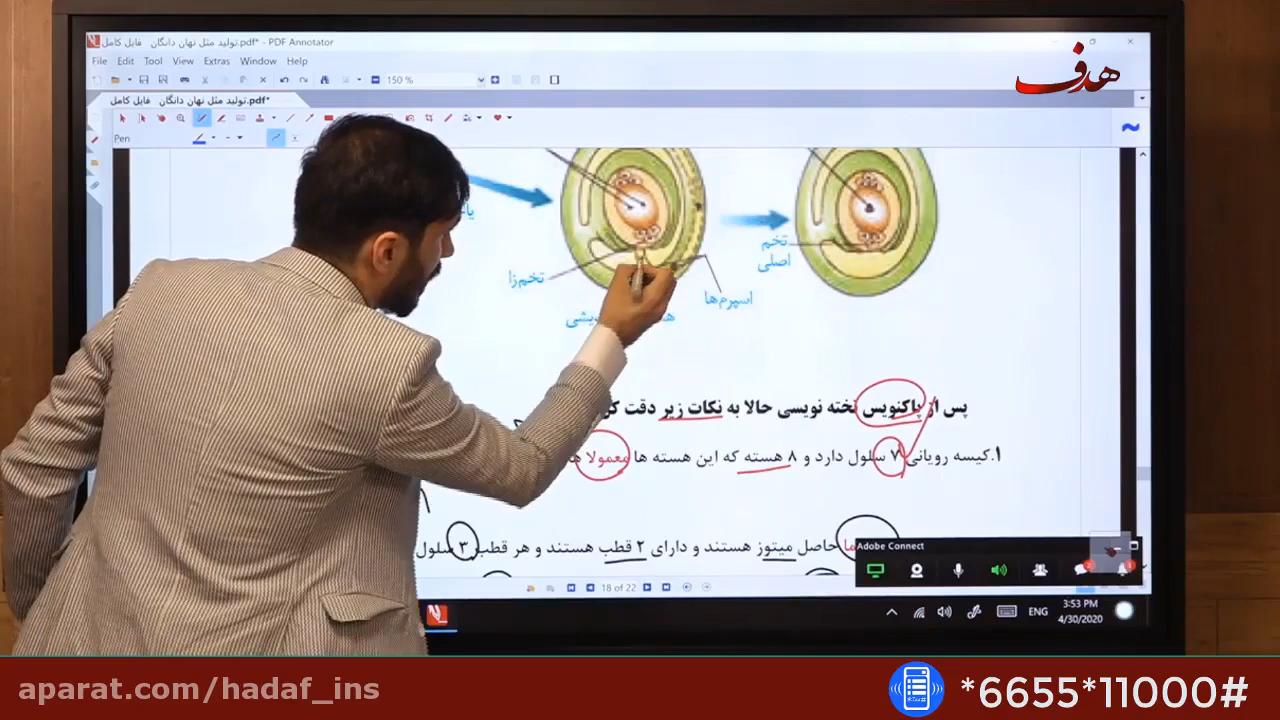 تولید مثل نهان دانگان فایل کامل.pdf* - PDF Annotator
File Edit Tool View Extras Window Help
150 %
هدف
تولید مثل نهان دانگان فایل کامل.pdf*
Pen
تخم‌زا
اسپرم‌ها
تخم
اصلی
پس از پاکنویس تخته نویسی حالا به نکات زیر دقت
۱.کیسه رویانی ۷ سلول دارد و ۸ هسته که این هسته ها معمولا
حاصل میتوز هستند و دارای ۲ قطب هستند و هر قطب ۳ سلول
Adobe Connect
18 of 22
ENG
3:53 PM
4/30/2020
aparat.com/hadaf_ins
*6655*11000#